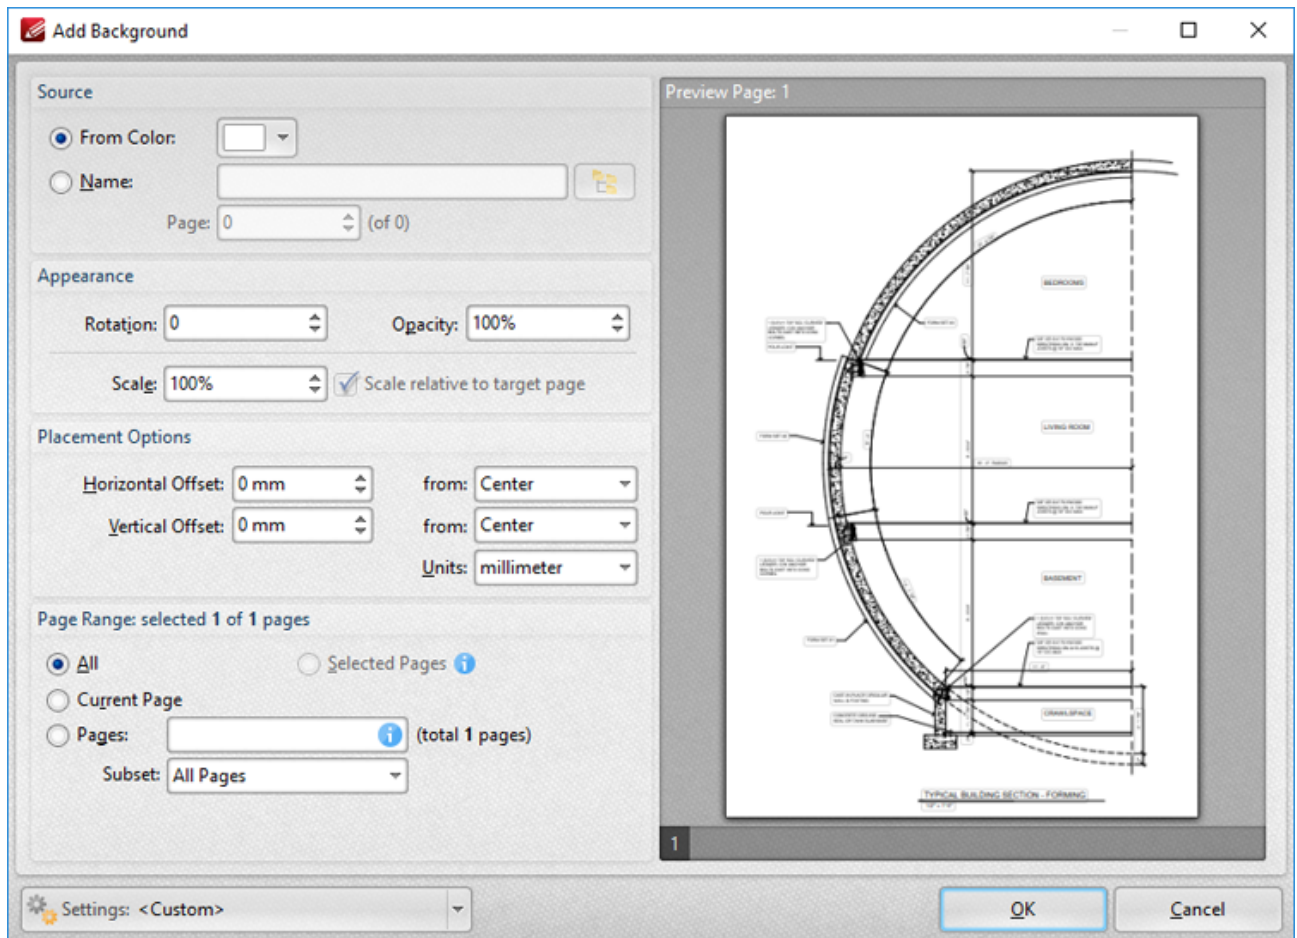 Add Background
Source
From Color:
Name:
Page: 0 (of 0)
Appearance
Rotation: 0 Opacity: 100%
Scale: 100% Scale relative to target page
Placement Options
Horizontal Offset: 0 mm from: Center
Vertical Offset: 0 mm from: Center
Units: millimeter
Page Range: selected 1 of 1 pages
All Selected Pages
Current Page
Pages: (total 1 pages)
Subset: All Pages
Settings: <Custom>
Preview Page: 1
BEDROOMS
LIVING ROOM
BASEMENT
CRAWLSPACE
TYPICAL BUILDING SECTION - FORMING
1
OK Cancel